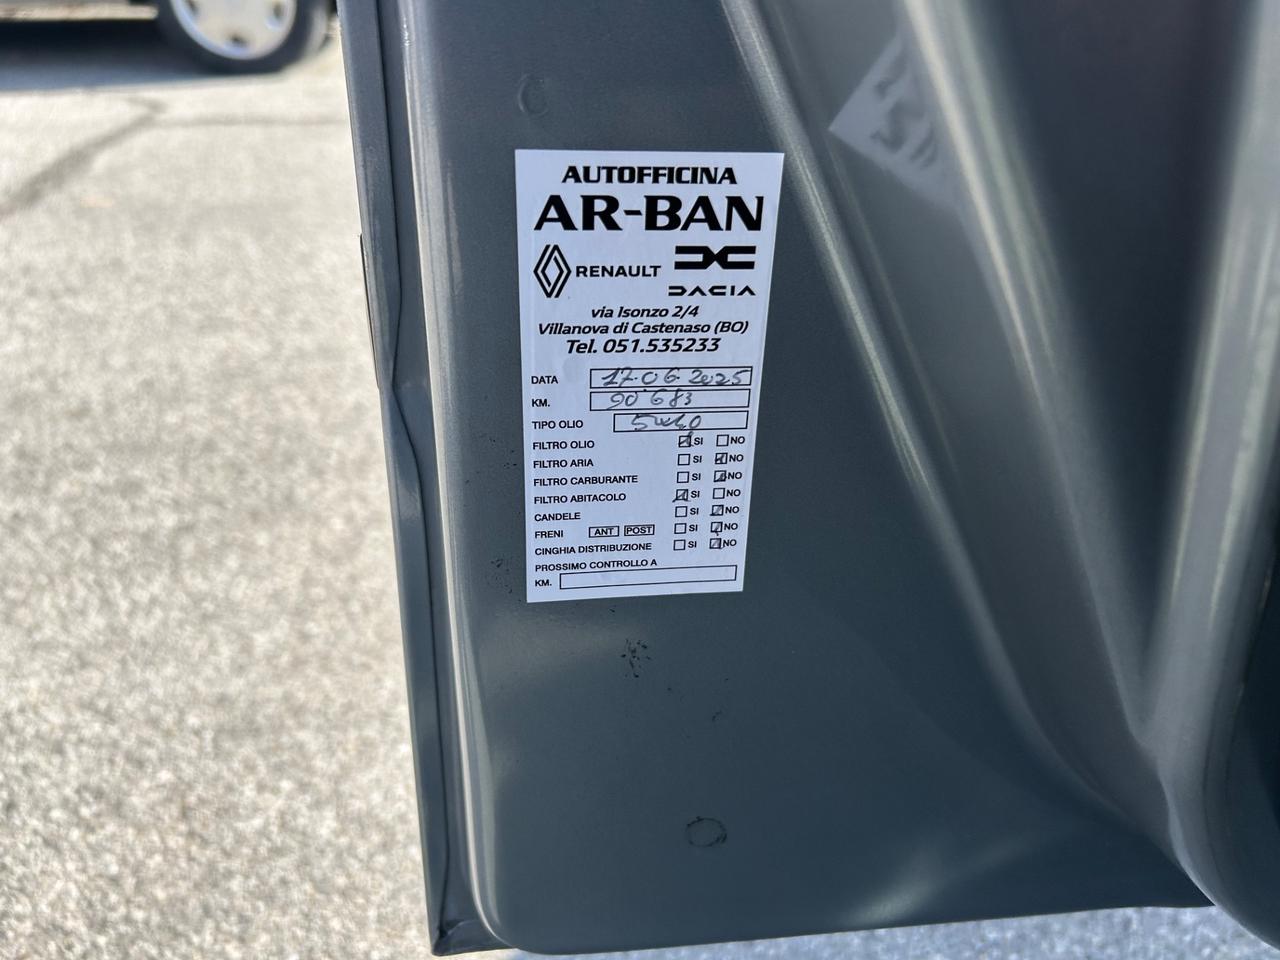 AUTOFFICINA
AR-BAN
RENAULT DACIA
via Isonzo 2/4
Villanova di Castenaso (BO)
Tel. 051.535233
DATA 17.06.2025
KM. 90'683
TIPO OLIO 5W40
FILTRO OLIO SI NO
FILTRO ARIA SI NO
FILTRO CARBURANTE SI NO
FILTRO ABITACOLO SI NO
CANDELE SI NO
FRENI ANT POST SI NO
CINGHIA DISTRIBUZIONE SI NO
PROSSIMO CONTROLLO A
KM.